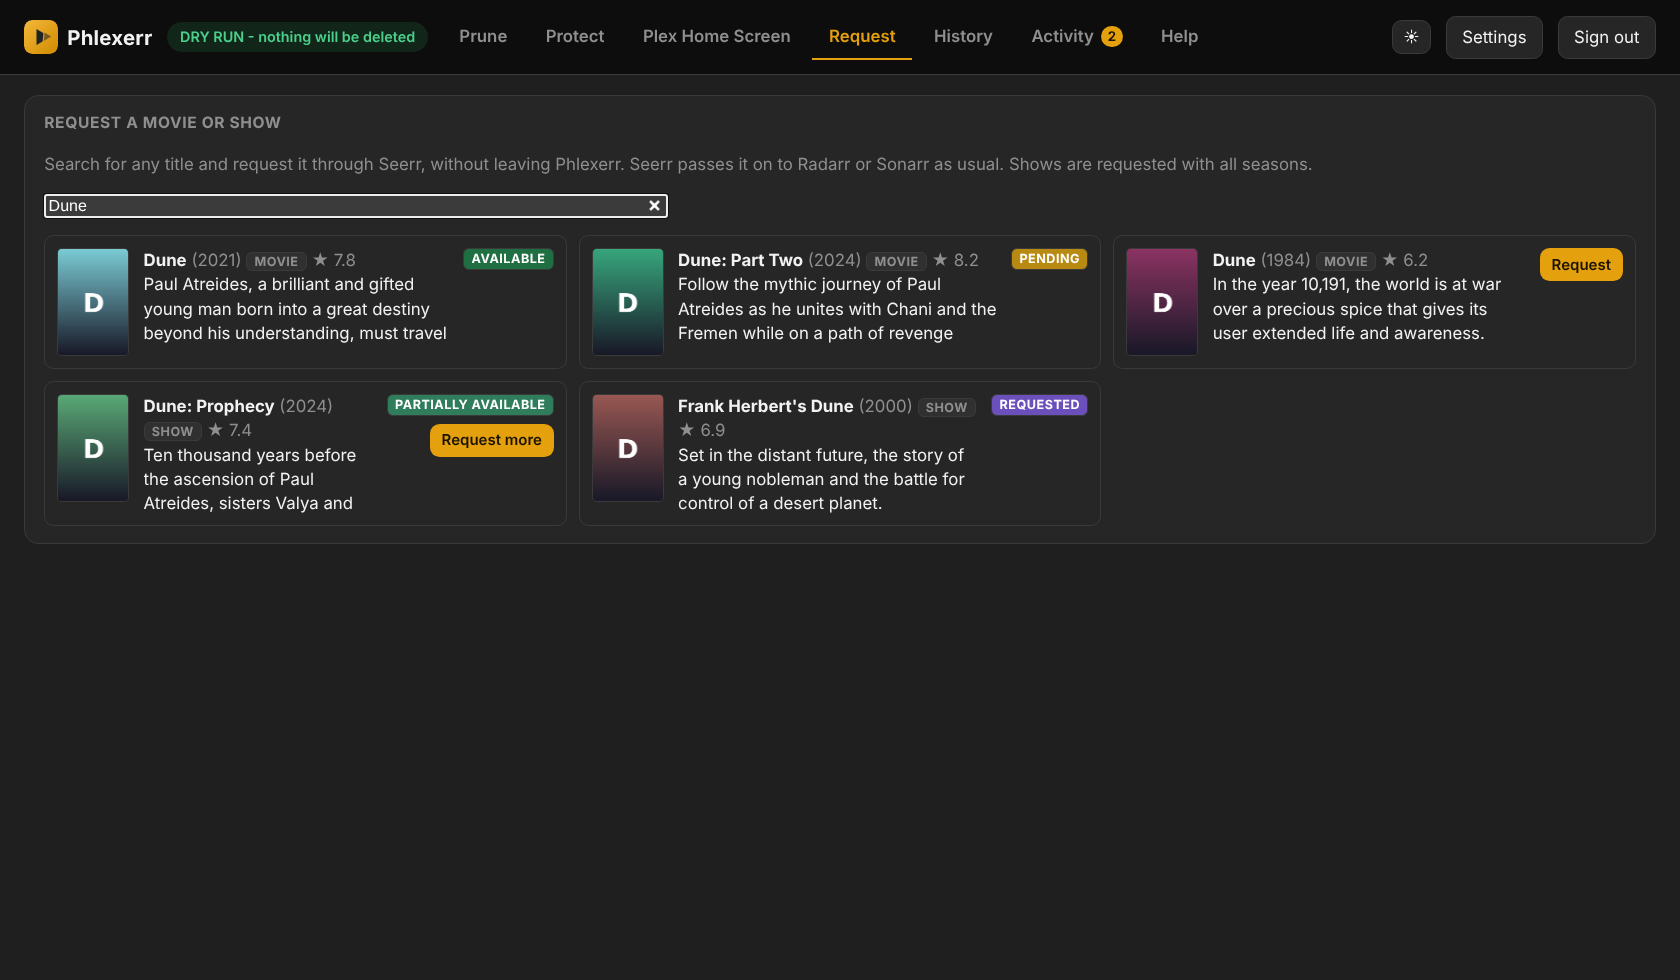 Phlexerr
DRY RUN - nothing will be deleted
Prune
Protect
Plex Home Screen
Request
History
Activity 2
Help
Settings
Sign out
REQUEST A MOVIE OR SHOW
Search for any title and request it through Seerr, without leaving Phlexerr. Seerr passes it on to Radarr or Sonarr as usual. Shows are requested with all seasons.
Dune
D
Dune (2021) MOVIE ★ 7.8
AVAILABLE
Paul Atreides, a brilliant and gifted
young man born into a great destiny
beyond his understanding, must travel
D
Dune: Part Two (2024) MOVIE ★ 8.2
PENDING
Follow the mythic journey of Paul
Atreides as he unites with Chani and the
Fremen while on a path of revenge
D
Dune (1984) MOVIE ★ 6.2
Request
In the year 10,191, the world is at war
over a precious spice that gives its
user extended life and awareness.
D
Dune: Prophecy (2024)
SHOW ★ 7.4
PARTIALLY AVAILABLE
Request more
Ten thousand years before
the ascension of Paul
Atreides, sisters Valya and
D
Frank Herbert's Dune (2000) SHOW
★ 6.9
REQUESTED
Set in the distant future, the story of
a young nobleman and the battle for
control of a desert planet.